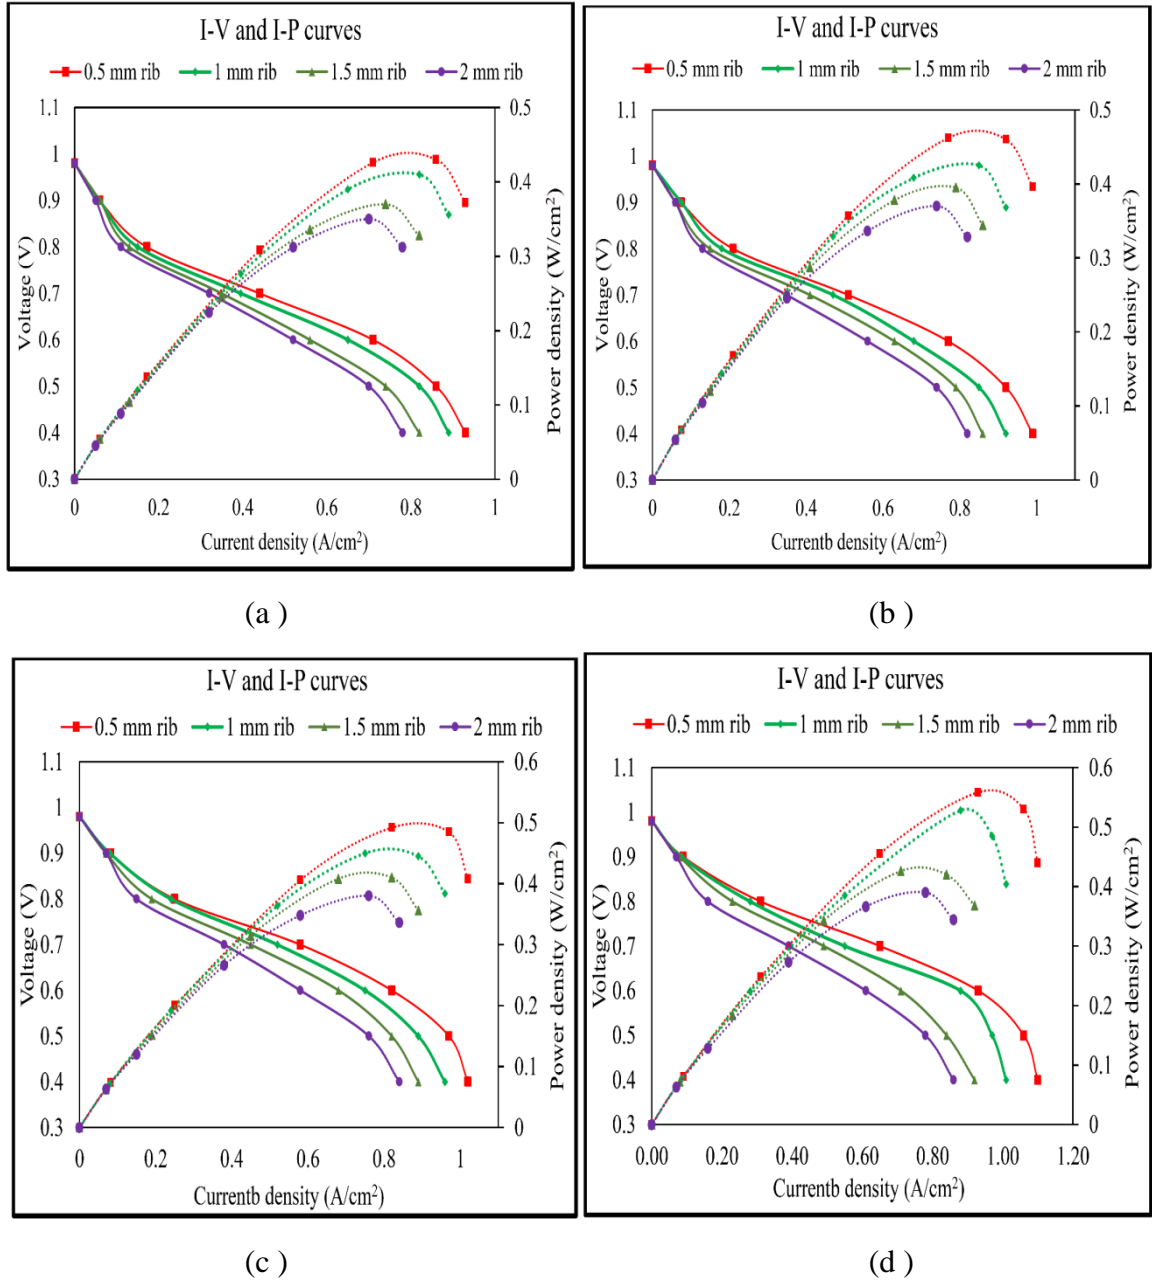 I-V and I-P curves
0.5 mm rib 1 mm rib 1.5 mm rib 2 mm rib
1.1 0.5
1
0.9 0.4
0.8 0.3
0.7
0.6 0.2
0.5 0.1
0.4
0.3 0
Voltage (V)
Power density (W/cm²)
0 0.2 0.4 0.6 0.8 1
Current density (A/cm²)
(a )
I-V and I-P curves
0.5 mm rib 1 mm rib 1.5 mm rib 2 mm rib
1.1 0.5
1
0.9 0.4
0.8 0.3
0.7
0.6 0.2
0.5 0.1
0.4
0.3 0
Voltage (V)
Power density (W/cm²)
0 0.2 0.4 0.6 0.8 1
Currentb density (A/cm²)
(b )
I-V and I-P curves
0.5 mm rib 1 mm rib 1.5 mm rib 2 mm rib
1.1 0.6
1 0.5
0.9
0.8 0.4
0.7 0.3
0.6 0.2
0.5
0.4 0.1
0.3 0
Voltage (V)
Power density (W/cm²)
0 0.2 0.4 0.6 0.8 1
Currentb density (A/cm²)
(c )
I-V and I-P curves
0.5 mm rib 1 mm rib 1.5 mm rib 2 mm rib
1.1 0.6
1 0.5
0.9
0.8 0.4
0.7 0.3
0.6 0.2
0.5
0.4 0.1
0.3 0
Voltage (V)
Power density (W/cm²)
0.00 0.20 0.40 0.60 0.80 1.00 1.20
Currentb density (A/cm²)
(d )